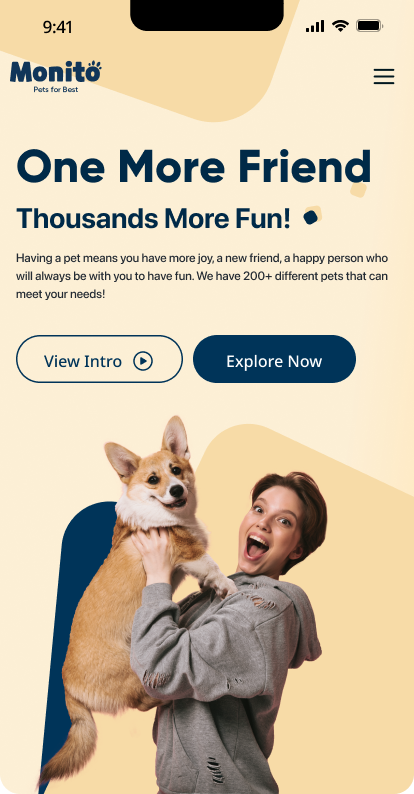 9:41
Monito
Pets for Best
One More Friend
Thousands More Fun!
Having a pet means you have more joy, a new friend, a happy person who
will always be with you to have fun. We have 200+ different pets that can
meet your needs!
View Intro
Explore Now